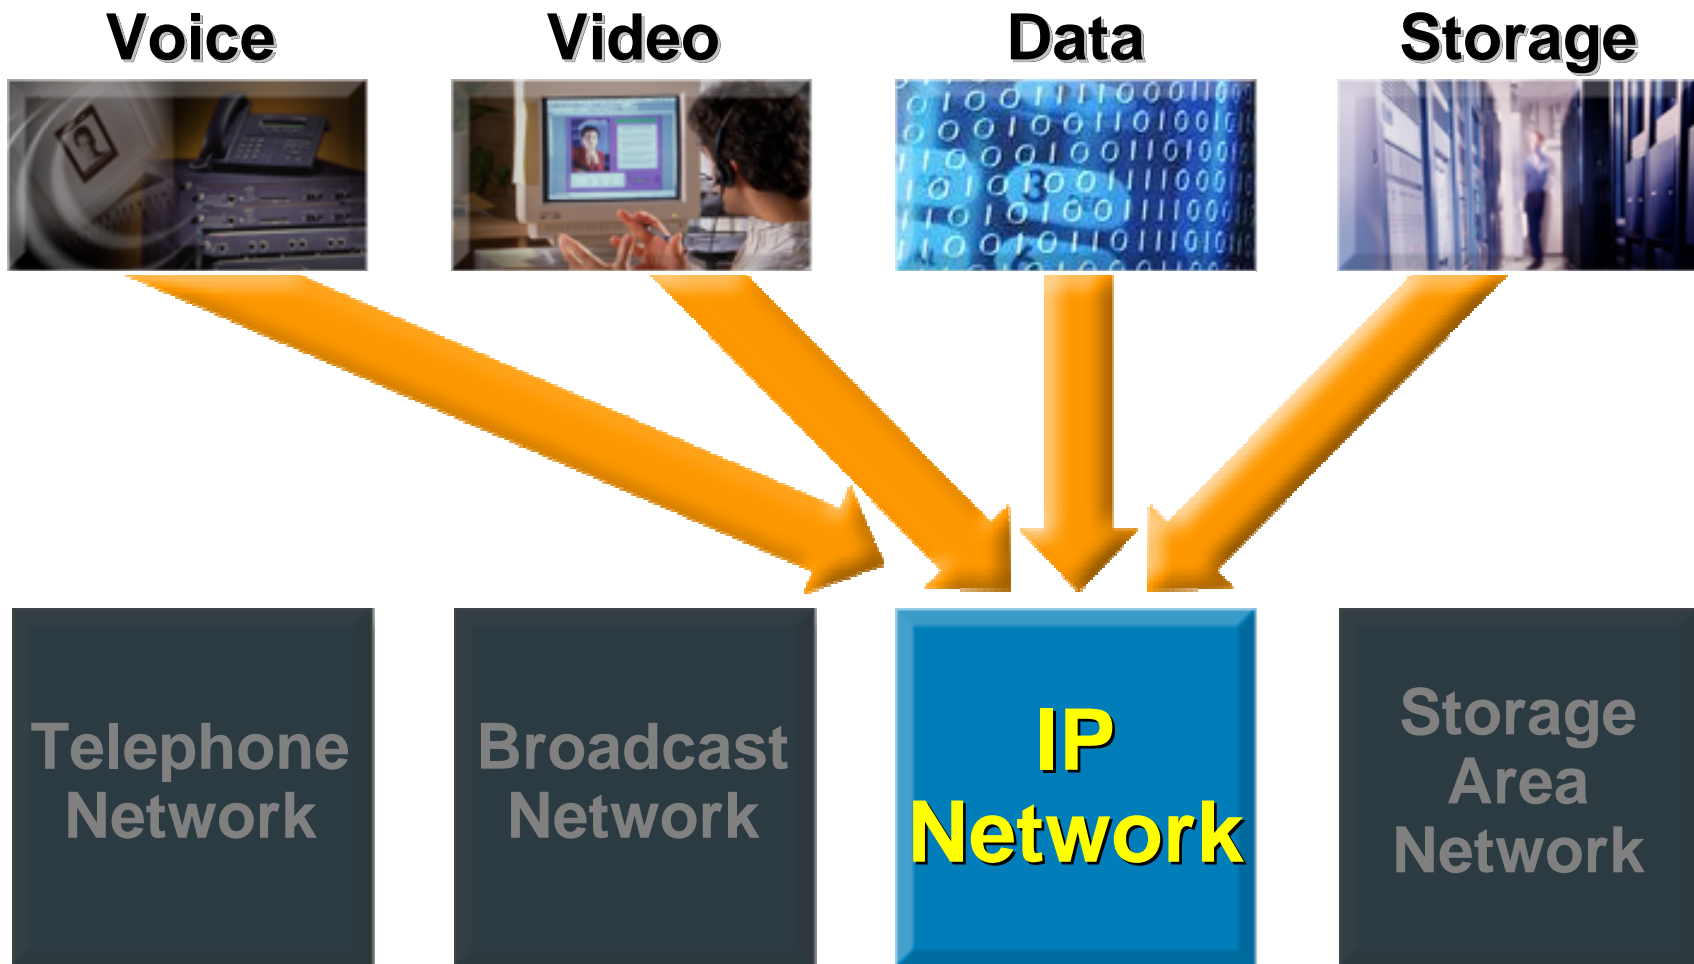 Voice
Video
Data
Storage
Telephone
Network
Broadcast
Network
IP
Network
Storage
Area
Network